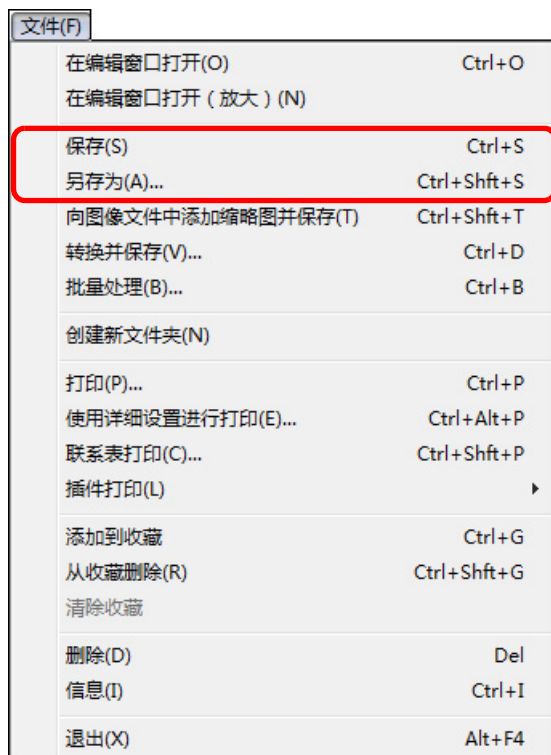 文件(F)
在编辑窗口打开(O) Ctrl+O
在编辑窗口打开（放大）(N)
保存(S) Ctrl+S
另存为(A)... Ctrl+Shft+S
向图像文件中添加缩略图并保存(T) Ctrl+Shft+T
转换并保存(V)... Ctrl+D
批量处理(B)... Ctrl+B
创建新文件夹(N)
打印(P)... Ctrl+P
使用详细设置进行打印(E)... Ctrl+Alt+P
联系表打印(C)... Ctrl+Shft+P
插件打印(L)
添加到收藏 Ctrl+G
从收藏删除(R) Ctrl+Shft+G
清除收藏
删除(D) Del
信息(I) Ctrl+I
退出(X) Alt+F4